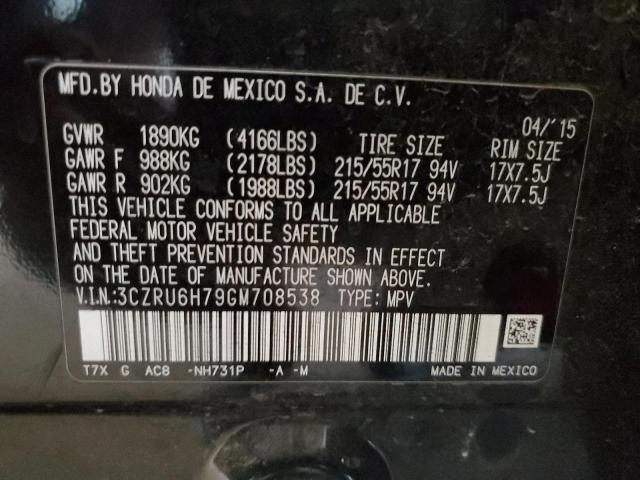 MFD.BY HONDA DE MEXICO S.A. DE C.V.
04/'15
GVWR 1890KG (4166LBS) TIRE SIZE RIM SIZE
GAWR F 988KG (2178LBS) 215/55R17 94V 17X7.5J
GAWR R 902KG (1988LBS) 215/55R17 94V 17X7.5J
THIS VEHICLE CONFORMS TO ALL APPLICABLE
FEDERAL MOTOR VEHICLE SAFETY
AND THEFT PREVENTION STANDARDS IN EFFECT
ON THE DATE OF MANUFACTURE SHOWN ABOVE.
V.I.N.:3CZRU6H79GM708538 TYPE: MPV
T7X G AC8 -NH731P -A -M MADE IN MEXICO